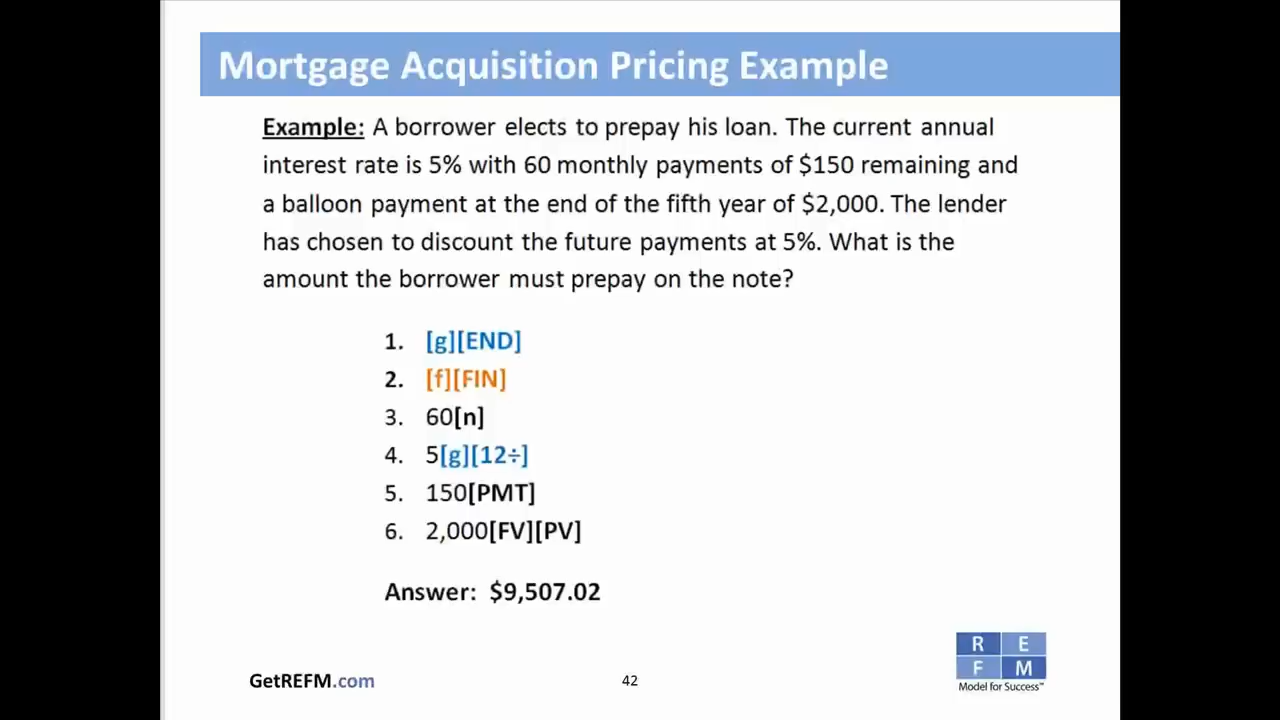 Mortgage Acquisition Pricing Example
Example: A borrower elects to prepay his loan. The current annual
interest rate is 5% with 60 monthly payments of $150 remaining and
a balloon payment at the end of the fifth year of $2,000. The lender
has chosen to discount the future payments at 5%. What is the
amount the borrower must prepay on the note?
1. [g][END]
2. [f][FIN]
3. 60[n]
4. 5[g][12÷]
5. 150[PMT]
6. 2,000[FV][PV]
Answer: $9,507.02
GetREFM.com
42
R E
F M
Model for Success™